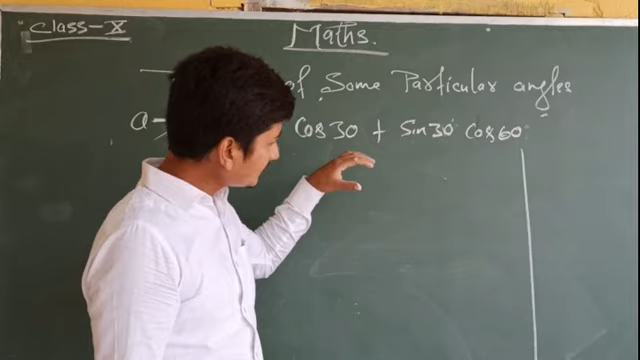 Class-X
Maths.
of Some Particular angles
a⇒ Cos30 + Sin30° Cos60°